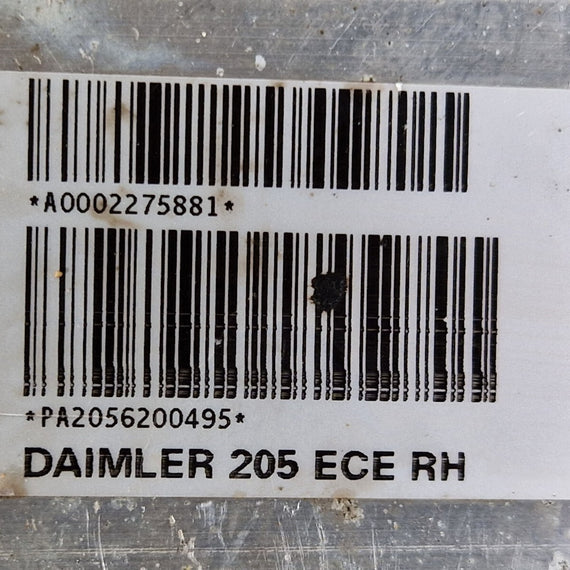 *A0002275881*
*PA2056200495*
DAIMLER 205 ECE RH